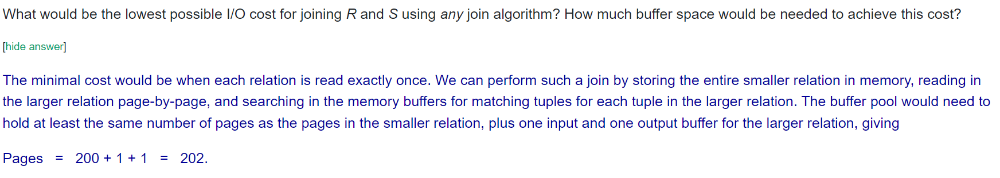 What would be the lowest possible I/O cost for joining R and S using any join algorithm? How much buffer space would be needed to achieve this cost?
[hide answer]
The minimal cost would be when each relation is read exactly once. We can perform such a join by storing the entire smaller relation in memory, reading in
the larger relation page-by-page, and searching in the memory buffers for matching tuples for each tuple in the larger relation. The buffer pool would need to
hold at least the same number of pages as the pages in the smaller relation, plus one input and one output buffer for the larger relation, giving
Pages = 200 + 1 + 1 = 202.